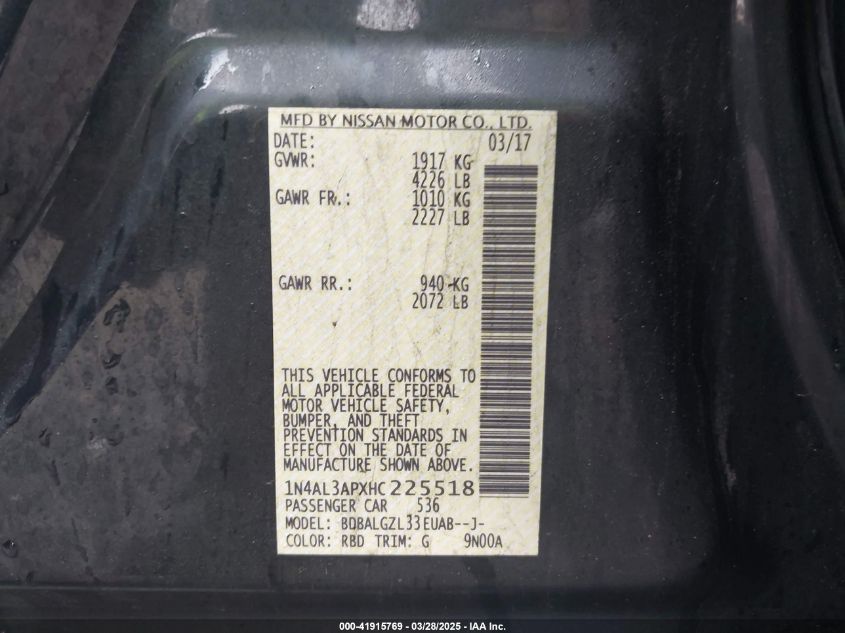 MFD BY NISSAN MOTOR CO., LTD.
DATE: 03/17
GVWR: 1917 KG
4226 LB
GAWR FR.: 1010 KG
2227 LB
GAWR RR.: 940 KG
2072 LB
THIS VEHICLE CONFORMS TO
ALL APPLICABLE FEDERAL
MOTOR VEHICLE SAFETY,
BUMPER, AND THEFT
PREVENTION STANDARDS IN
EFFECT ON THE DATE OF
MANUFACTURE SHOWN ABOVE.
1N4AL3APXHC225518
PASSENGER CAR 536
MODEL: BDBALGZL33EUAB--J-
COLOR: RBD TRIM: G 9N00A
000-41915769 — 03/28/2025 — IAA Inc.